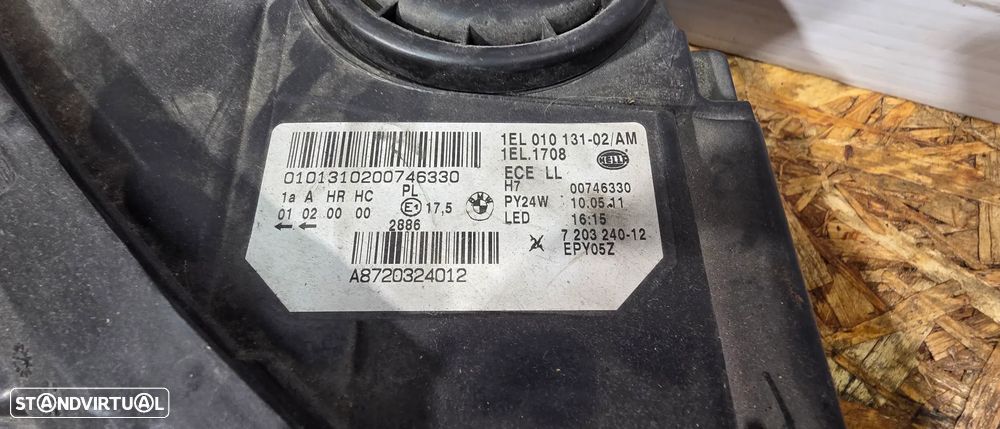 1EL 010 131-02/AM
1EL.1708
HELLA
ECE LL
0101310200746330
H7 00746330
1a A HR HC PL
PY24W 10.05.11
01 02 00 00 E1 17,5
LED 16:15
← ← 2886
7 203 240-12
EPY05Z
A8720324012
STANDVIRTUAL